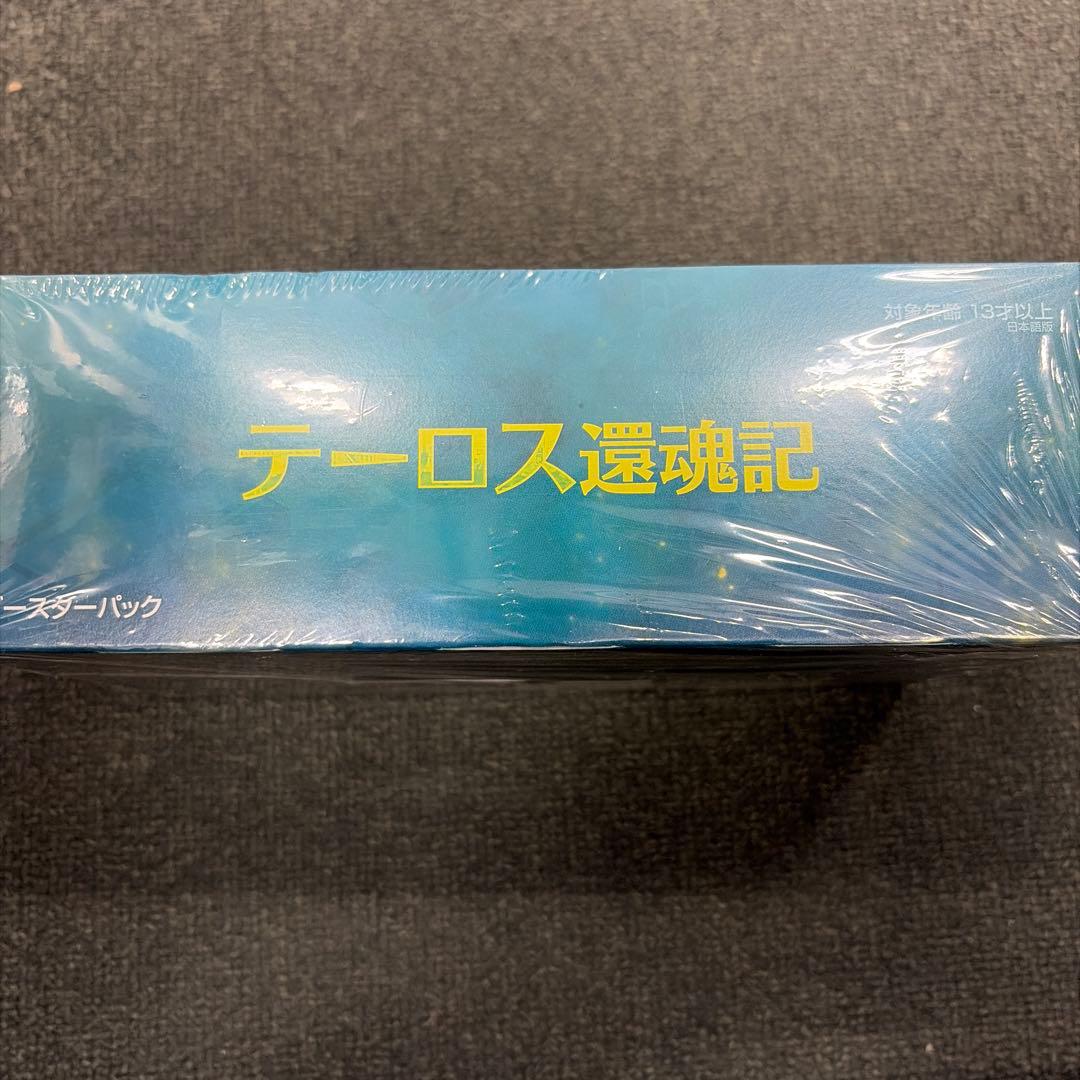 対象年齢 13才以上
日本語版
テーロス還魂記
ースターパック